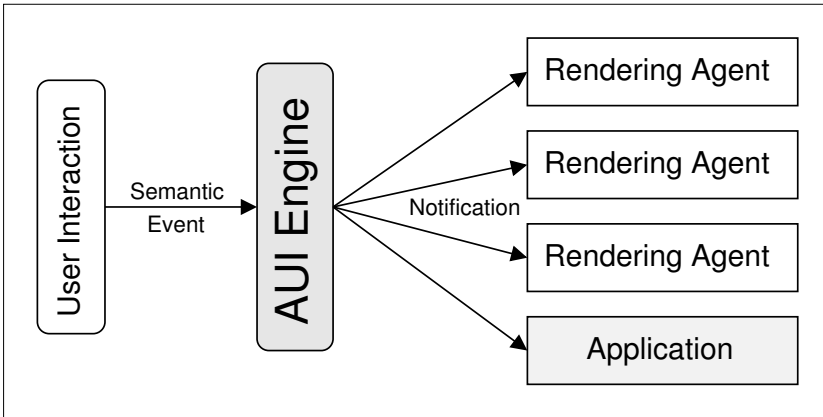 User Interaction
Semantic
Event
AUI Engine
Notification
Rendering Agent
Rendering Agent
Rendering Agent
Application